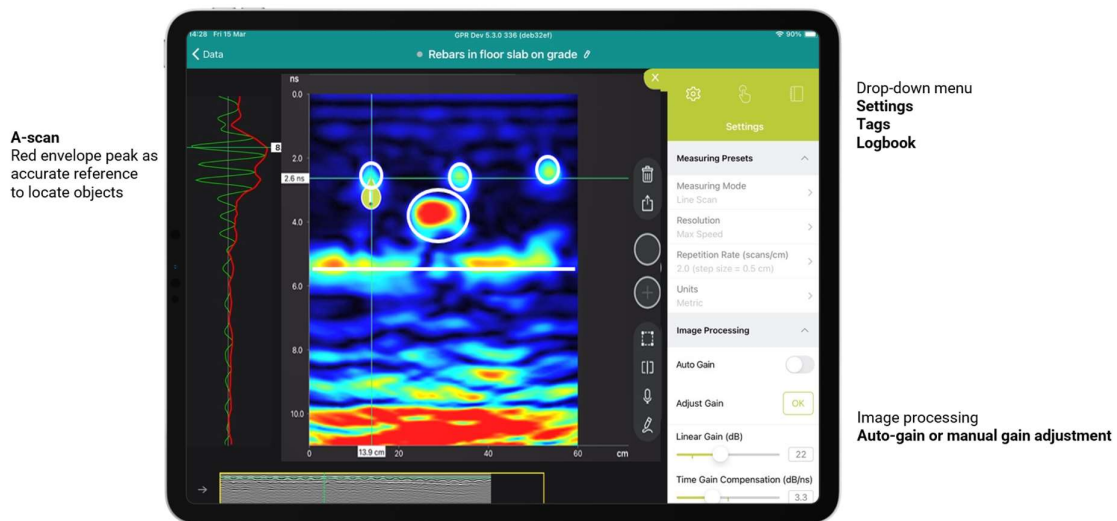 14:28 Fri 15 Mar
GPR Dev 5.3.0 336 (deb32ef)
90%
Data
Rebars in floor slab on grade
A-scan
Red envelope peak as
accurate reference
to locate objects
ns
0.0
2.0
2.6 ns
4.0
6.0
8.0
10.0
8
0
13.9 cm
20
40
60
cm
X
Settings
Measuring Presets
Measuring Mode
Line Scan
Resolution
Max Speed
Repetition Rate (scans/cm)
2.0 (step size = 0.5 cm)
Units
Metric
Image Processing
Auto Gain
Adjust Gain
OK
Linear Gain (dB)
22
Time Gain Compensation (dB/ns)
3.3
Drop-down menu
Settings
Tags
Logbook
Image processing
Auto-gain or manual gain adjustment